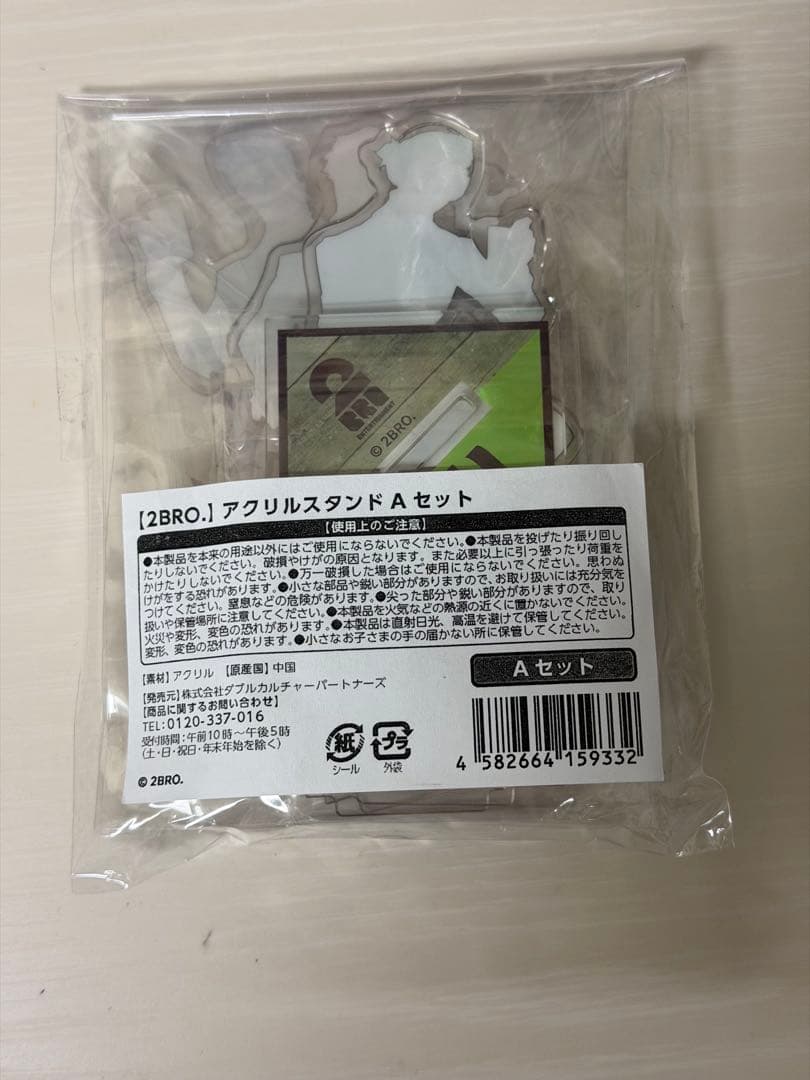 2BRO
ENTERTAINMENT
© 2BRO.
【2BRO.】アクリルスタンド A セット
【使用上のご注意】
●本製品を本来の用途以外にはご使用にならないでください。●本製品を投げたり振り回し
たりしないでください。破損やけがの原因となります。また必要以上に引っ張ったり荷重を
かけたりしないでください。●万一破損した場合はご使用にならないでください。思わぬ
けがをする恐れがあります。●小さな部品や鋭い部分がありますので、お取り扱いには充分気を
つけてください。窒息などの危険があります。●尖った部分や鋭い部分がありますので、取り
扱いや保管場所に注意してください。●本製品を火気などの熱源の近くに置かないでください。
火災や変形、変色の恐れがあります。●本製品は直射日光、高温を避けて保管してください。
変形、変色の恐れがあります。●小さなお子さまの手の届かない所に保管してください。
【素材】アクリル 【原産国】中国
【発売元】株式会社ダブルカルチャーパートナーズ
【商品に関するお問い合わせ】
TEL:0120-337-016
受付時間:午前10時～午後5時
(土・日・祝日・年末年始を除く)
© 2BRO.
紙
シール
プラ
外袋
A セット
4 582664 159332